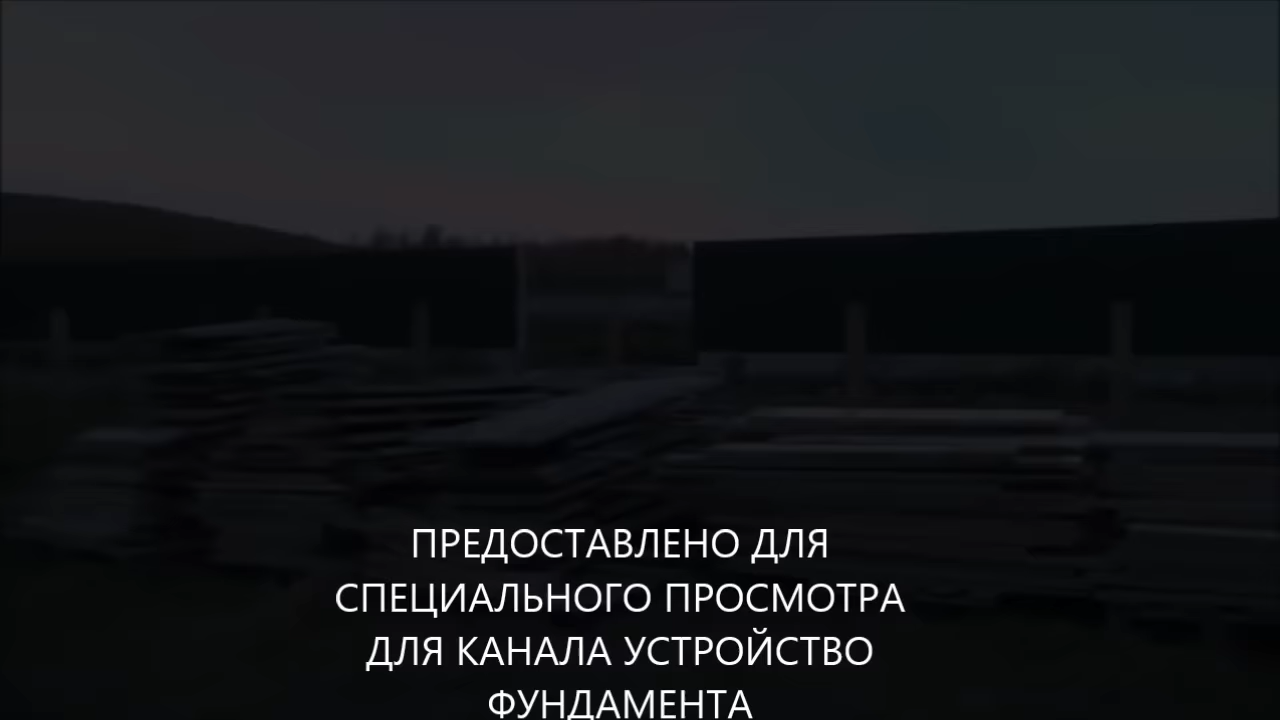 ПРЕДОСТАВЛЕНО ДЛЯ
СПЕЦИАЛЬНОГО ПРОСМОТРА
ДЛЯ КАНАЛА УСТРОЙСТВО
ФУНДАМЕНТА